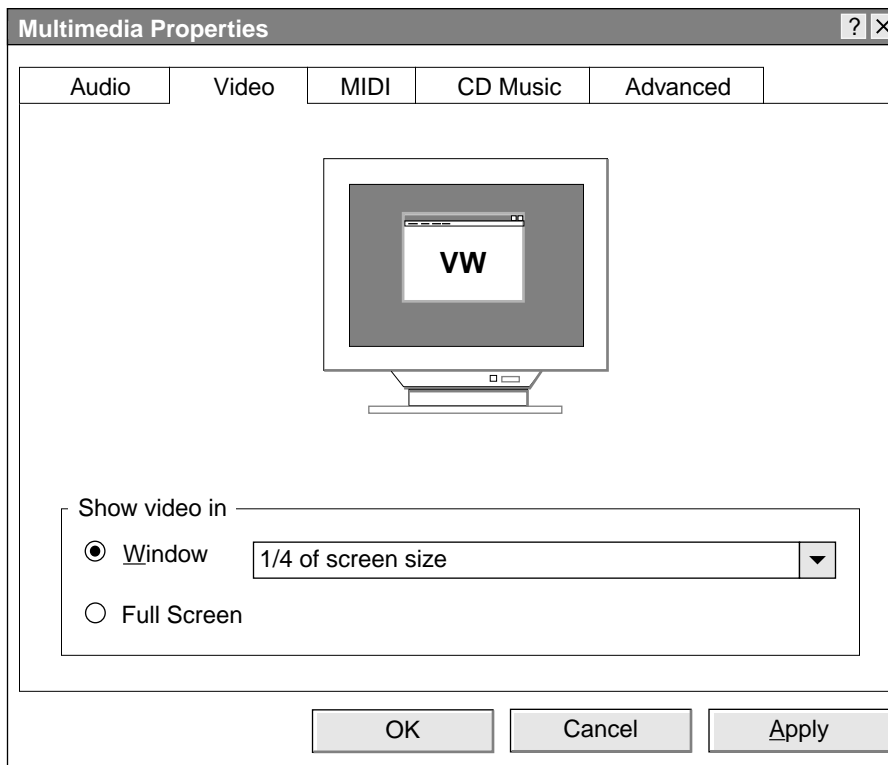 Multimedia Properties ? ×
Audio Video MIDI CD Music Advanced
VW
Show video in
Window 1/4 of screen size
Full Screen
OK Cancel Apply